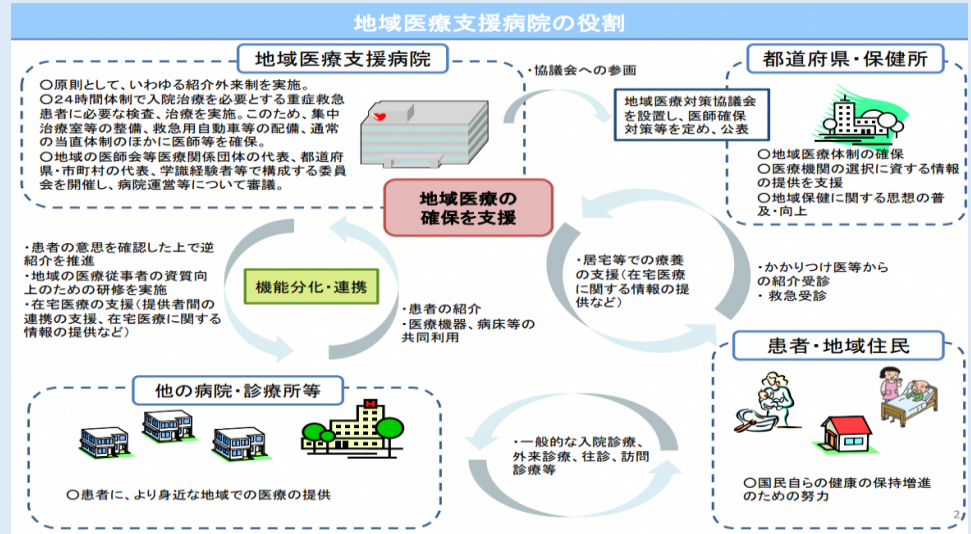 地域医療支援病院の役割
地域医療支援病院
〇原則として、いわゆる紹介外来制を実施。
〇24時間体制で入院治療を必要とする重症救急
患者に必要な検査、治療を実施。このため、集中
治療室等の整備、救急用自動車等の配備、通常
の当直体制のほかに医師等を確保。
〇地域の医師会等医療関係団体の代表、都道府
県・市町村の代表、学識経験者等で構成する委員
会を開催し、病院運営等について審議。
・協議会への参画
地域医療対策協議会
を設置し、医師確保
対策等を定め、公表
都道府県・保健所
〇地域医療体制の確保
〇医療機関の選択に資する情報
の提供を支援
〇地域保健に関する思想の普
及・向上
地域医療の
確保を支援
・患者の意思を確認した上で逆
紹介を推進
・地域の医療従事者の資質向
上のための研修を実施
・在宅医療の支援(提供者間の
連携の支援、在宅医療に関する
情報の提供など)
機能分化・連携
・患者の紹介
・医療機器、病床等の
共同利用
・居宅等での療養
の支援(在宅医療
に関する情報の提
供など)
・かかりつけ医等から
の紹介受診
・救急受診
他の病院・診療所等
H
〇患者に、より身近な地域での医療の提供
・一般的な入院診療、
外来診療、往診、訪問
診療等
患者・地域住民
〇国民自らの健康の保持増進
のための努力
2